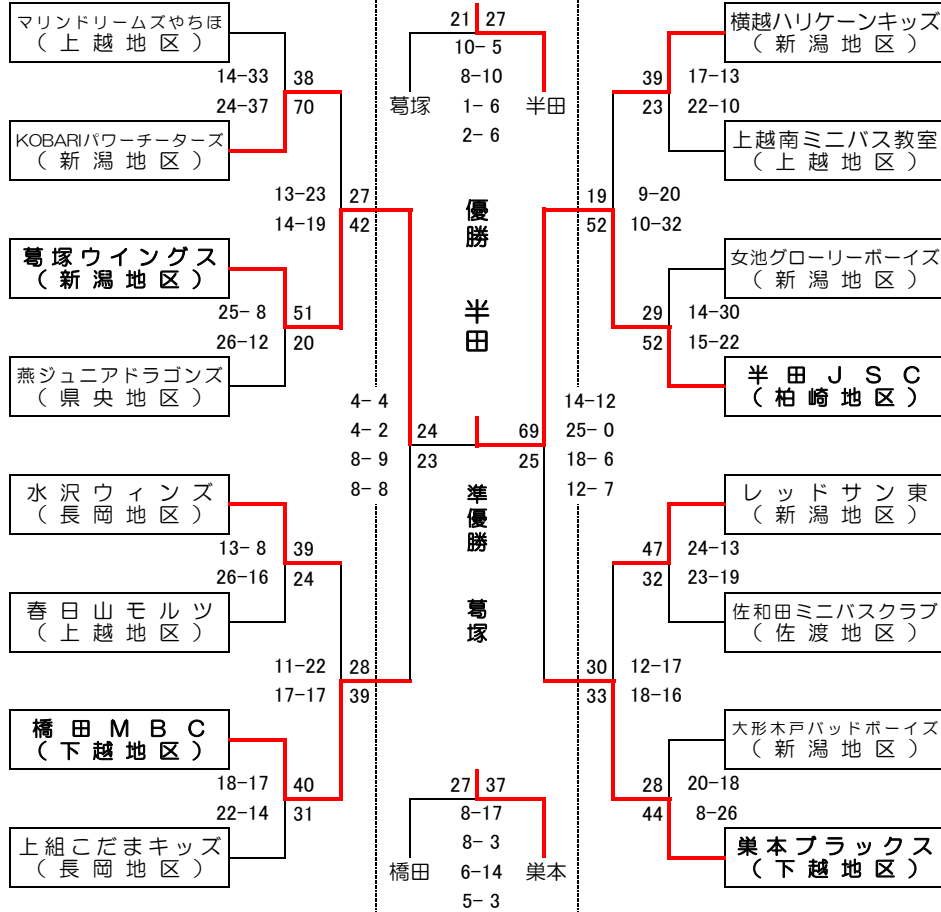 マリンドリームズやちほ
(上越地区)
14-33 38
24-37 70
KOBARIパワーチーターズ
(新潟地区)
13-23 27
14-19 42
葛塚ウイングス
(新潟地区)
25- 8 51
26-12 20
燕ジュニアドラゴンズ
(県央地区)
4- 4
4- 2
8- 9
8- 8
24
23
水沢ウィンズ
(長岡地区)
13- 8 39
26-16 24
春日山モルツ
(上越地区)
11-22 28
17-17 39
橋田MBC
(下越地区)
18-17 40
22-14 31
上組こだまキッズ
(長岡地区)
21 27
10- 5
8-10
葛塚 1- 6 半田
2- 6
優勝
半田
準優勝
葛塚
27 37
8-17
8- 3
橋田 6-14 巣本
5- 3
横越ハリケーンキッズ
(新潟地区)
39 17-13
23 22-10
上越南ミニバス教室
(上越地区)
19 9-20
52 10-32
女池グローリーボーイズ
(新潟地区)
29 14-30
52 15-22
半田JSC
(柏崎地区)
69
25
14-12
25- 0
18- 6
12- 7
レッドサン東
(新潟地区)
47 24-13
32 23-19
佐和田ミニバスクラブ
(佐渡地区)
30 12-17
33 18-16
大形木戸バッドボーイズ
(新潟地区)
28 20-18
44 8-26
巣本ブラックス
(下越地区)